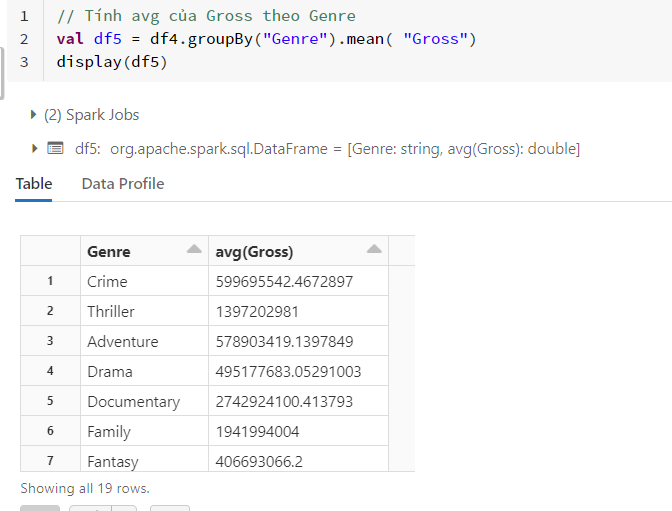 1 // Tính avg của Gross theo Genre
2 val df5 = df4.groupBy("Genre").mean( "Gross")
3 display(df5)
(2) Spark Jobs
df5: org.apache.spark.sql.DataFrame = [Genre: string, avg(Gross): double]
Table Data Profile
Genre avg(Gross)
1 Crime 599695542.4672897
2 Thriller 1397202981
3 Adventure 578903419.1397849
4 Drama 495177683.05291003
5 Documentary 2742924100.413793
6 Family 1941994004
7 Fantasy 406693066.2
Showing all 19 rows.